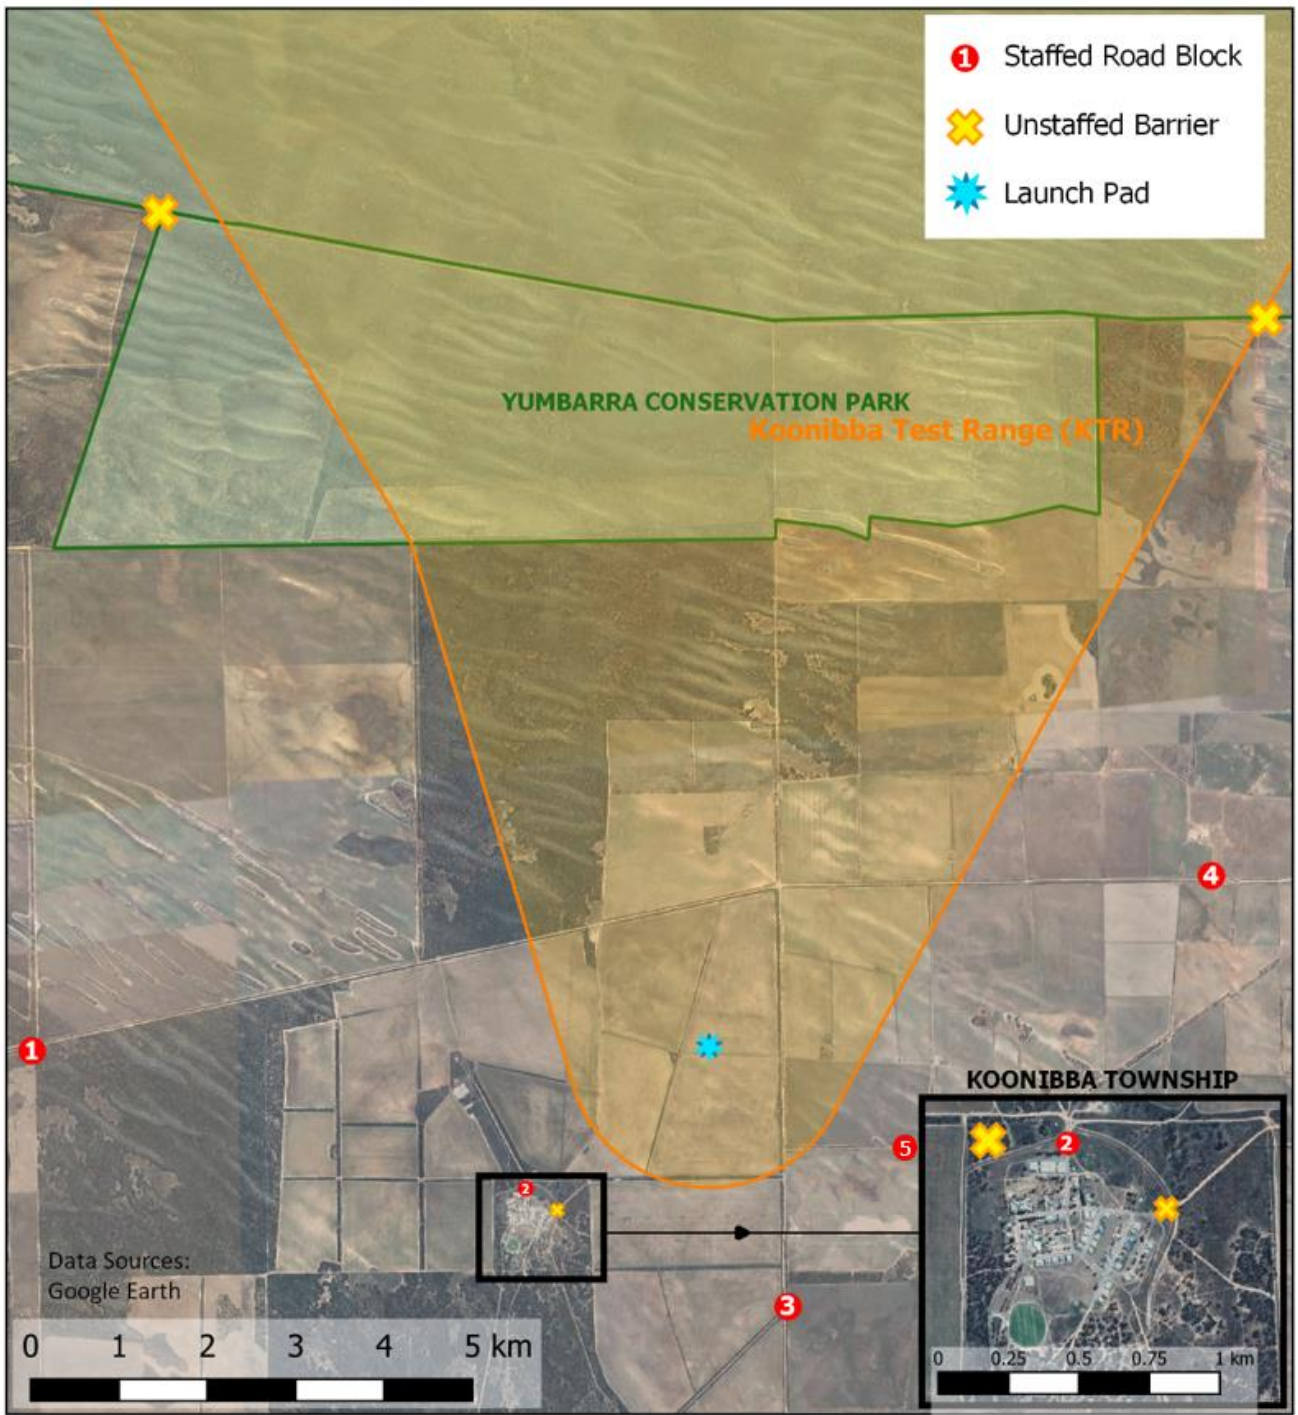 1 Staffed Road Block
Unstaffed Barrier
Launch Pad
YUMBARRA CONSERVATION PARK
Koonibba Test Range (KTR)
4
1
KOONIBBA TOWNSHIP
5
2
2
3
Data Sources:
Google Earth
0 1 2 3 4 5 km
0 0.25 0.5 0.75 1 km